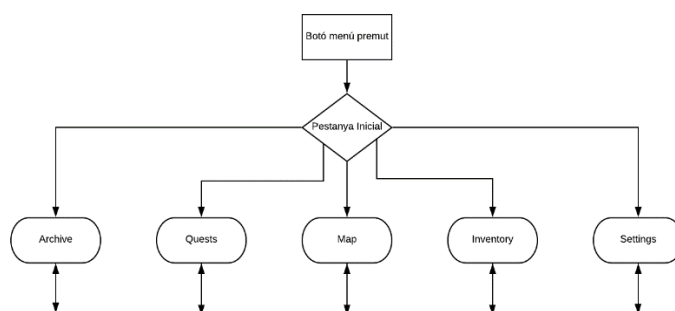 Botó menú premut
Pestanya Inicial
Archive
Quests
Map
Inventory
Settings